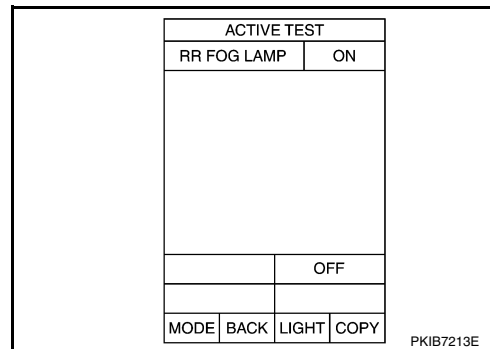 ACTIVE TEST
RR FOG LAMP ON
OFF
MODE BACK LIGHT COPY
PKIB7213E